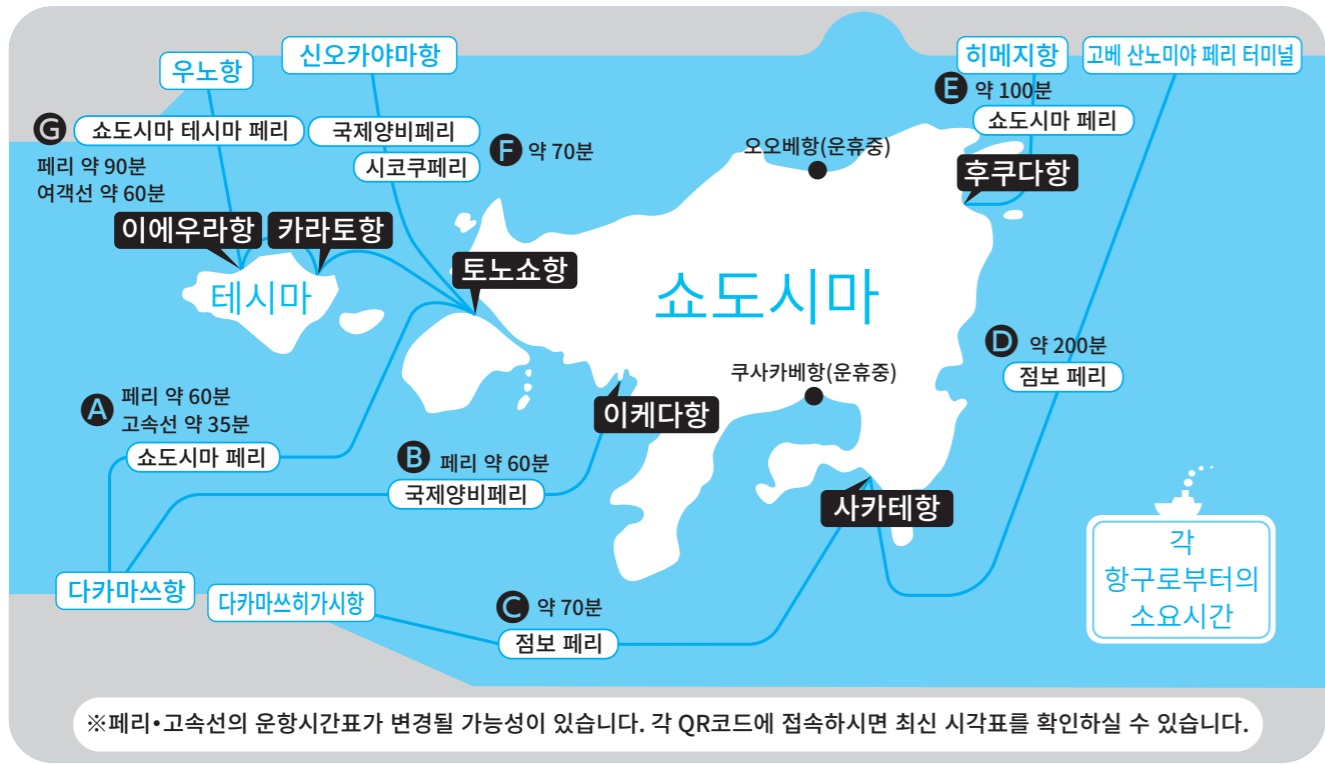 우노항
신오카야마항
히메지항
고베 산노미야 페리 터미널
G 쇼도시마 테시마 페리
페리 약 90분
여객선 약 60분
국제양비페리
시코쿠페리
F 약 70분
E 약 100분
쇼도시마 페리
오오베항(운휴중)
후쿠다항
이에우라항
카라토항
토노쇼항
테시마
쇼도시마
D 약 200분
점보 페리
쿠사카베항(운휴중)
A 페리 약 60분
고속선 약 35분
쇼도시마 페리
이케다항
B 페리 약 60분
국제양비페리
사카테항
각
항구로부터의
소요시간
다카마쓰항
다카마쓰히가시항
C 약 70분
점보 페리
※페리•고속선의 운항시간표가 변경될 가능성이 있습니다. 각 QR코드에 접속하시면 최신 시각표를 확인하실 수 있습니다.